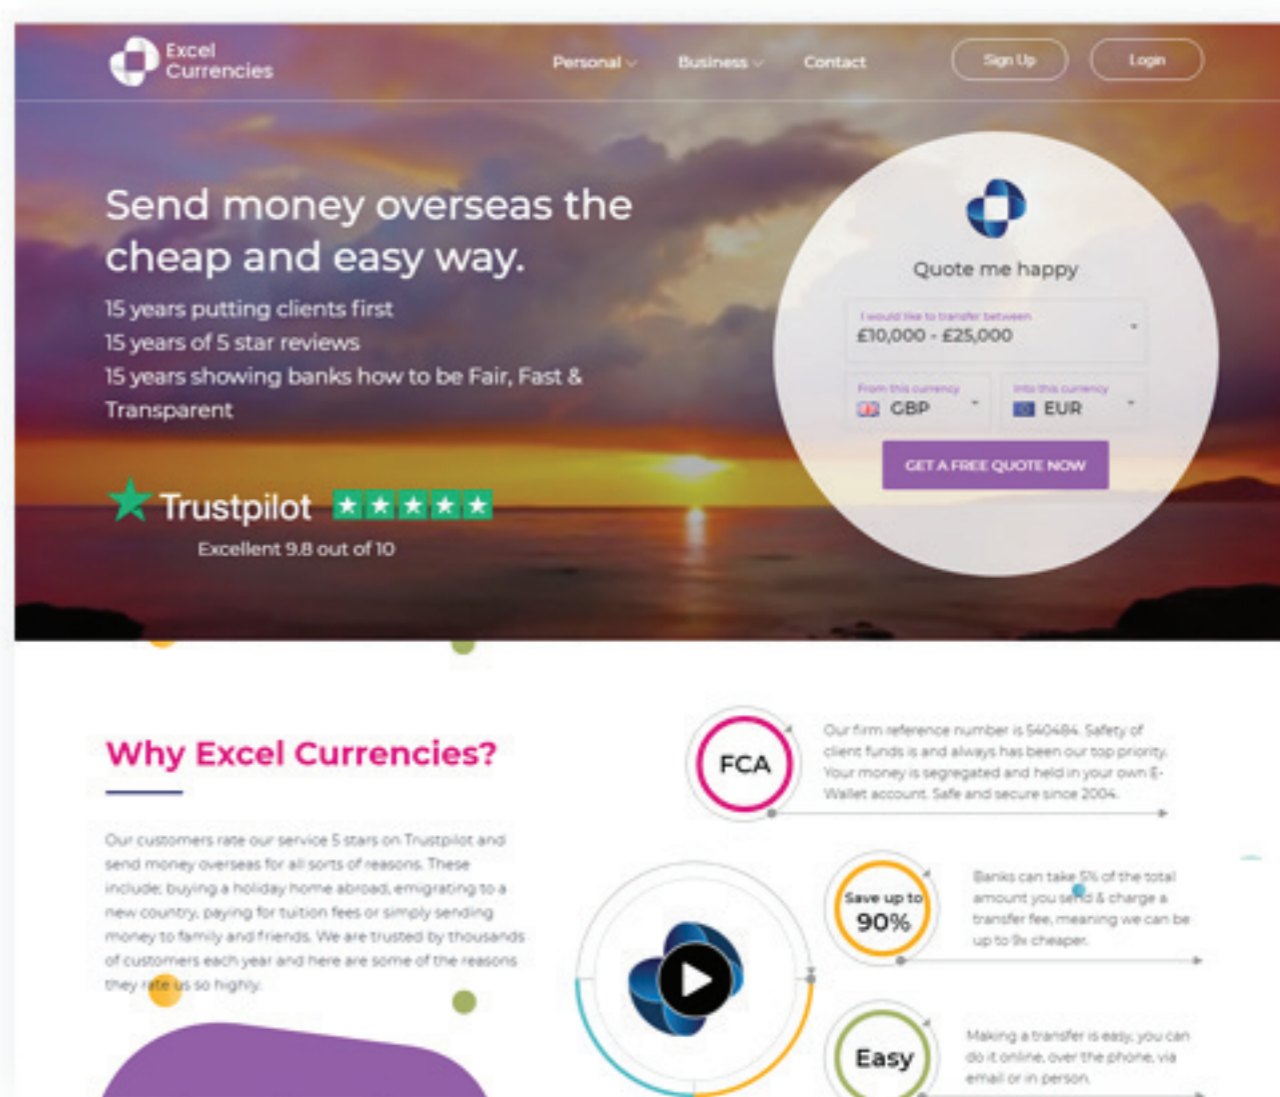 Excel
Currencies
Personal
Business
Contact
Sign Up
Login
Send money overseas the
cheap and easy way.
15 years putting clients first
15 years of 5 star reviews
15 years showing banks how to be Fair, Fast &
Transparent
Trustpilot
Excellent 9.8 out of 10
Quote me happy
I would like to transfer between
£10,000 - £25,000
From this currency
GBP
Into this currency
EUR
GET A FREE QUOTE NOW
Why Excel Currencies?
Our customers rate our service 5 stars on Trustpilot and
send money overseas for all sorts of reasons. These
include; buying a holiday home abroad, emigrating to a
new country, paying for tuition fees or simply sending
money to family and friends. We are trusted by thousands
of customers each year and here are some of the reasons
they rate us so highly.
FCA
Our firm reference number is 540484. Safety of
client funds is and always has been our top priority.
Your money is segregated and held in your own E-
Wallet account. Safe and secure since 2004.
Save up to
90%
Banks can take 5% of the total
amount you send & charge a
transfer fee, meaning we can be
up to 9x cheaper.
Easy
Making a transfer is easy, you can
do it online, over the phone, via
email or in person.